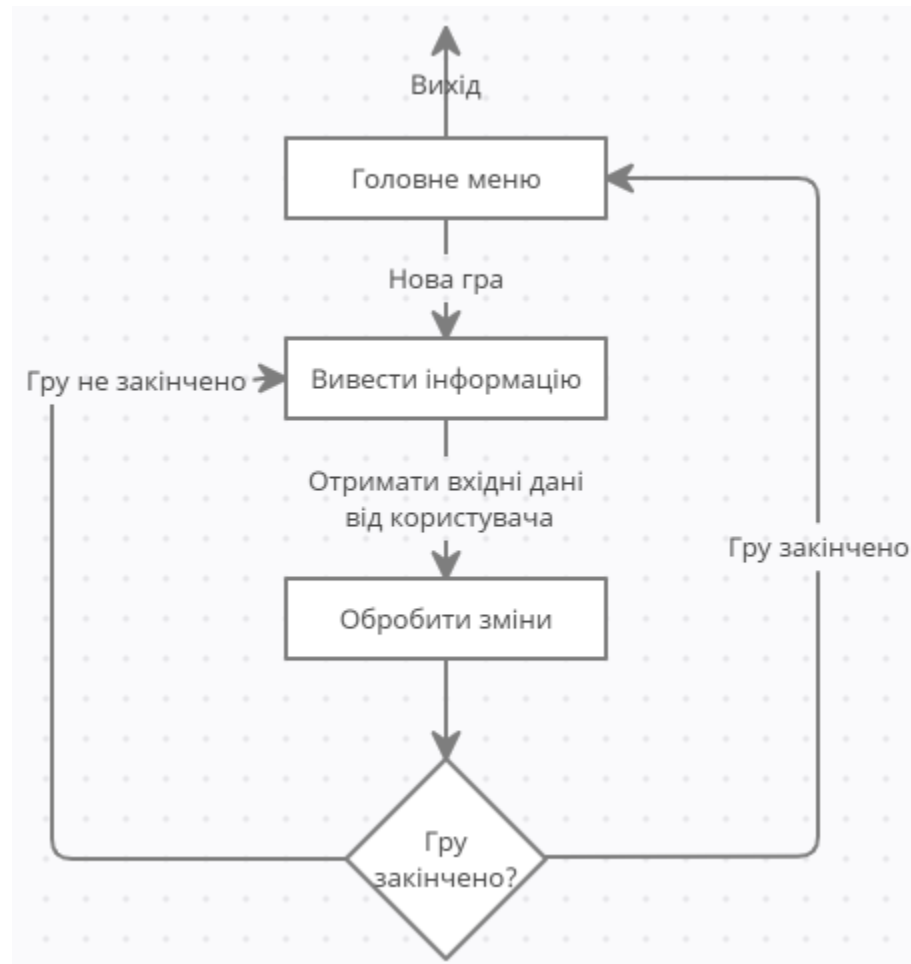 Вихід
Головне меню
Нова гра
Гру не закінчено
Вивести інформацію
Отримати вхідні дані
від користувача
Гру закінчено
Обробити зміни
Гру
закінчено?